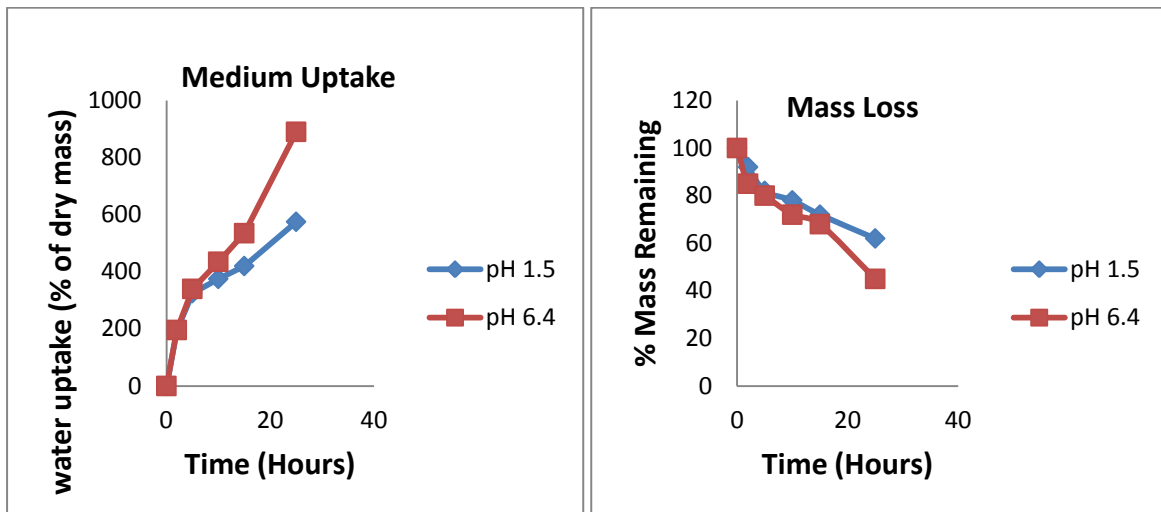 Medium Uptake
water uptake (% of dry mass)
1000
800
600
400
200
0
0 20 40
Time (Hours)
pH 1.5
pH 6.4
Mass Loss
% Mass Remaining
120
100
80
60
40
20
0
0 20 40
Time (Hours)
pH 1.5
pH 6.4